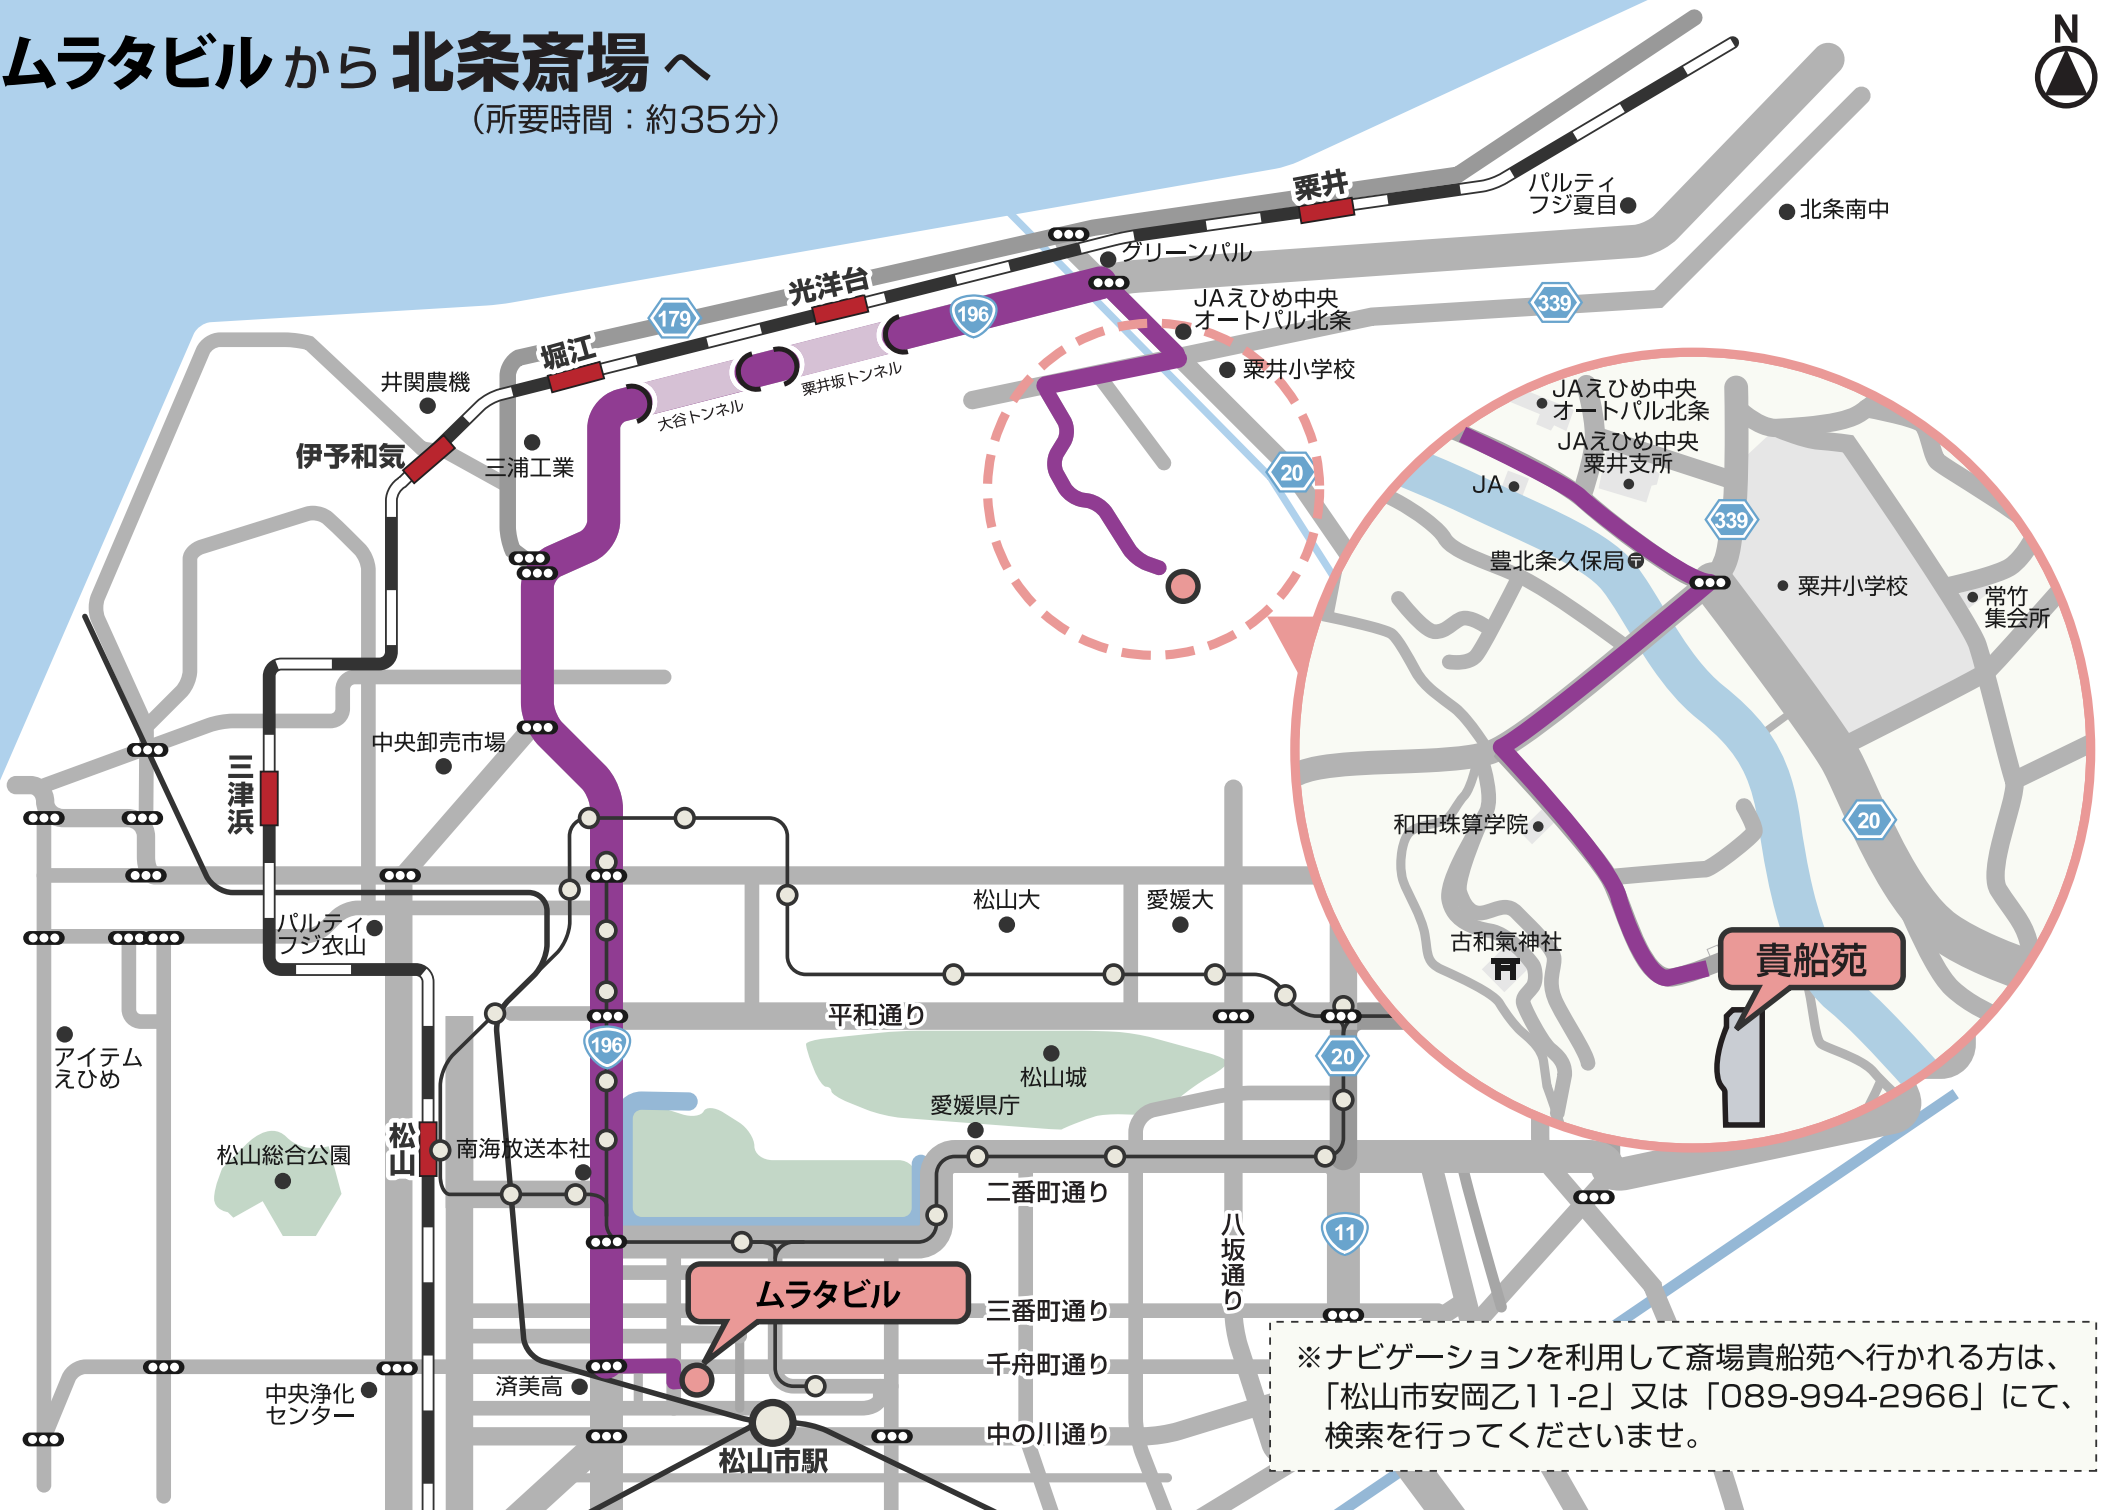 ムラタビルから北条斎場へ
（所要時間：約35分）
N
粟井
パルティ
フジ夏目
北条南中
グリーンパル
光洋台
179
196
堀江
JAえひめ中央
オートパル北条
339
粟井坂トンネル
大谷トンネル
粟井小学校
井関農機
伊予和気
三浦工業
20
JAえひめ中央
オートパル北条
JAえひめ中央
粟井支所
JA
339
豊北条久保局
粟井小学校
常竹
集会所
和田珠算学院
20
古和氣神社
貴船苑
中央卸売市場
三津浜
パルティ
フジ衣山
松山大
愛媛大
平和通り
196
20
アイテム
えひめ
松山城
愛媛県庁
松山
南海放送本社
松山総合公園
二番町通り
八坂通り
11
ムラタビル
三番町通り
千舟町通り
済美高
中央浄化
センター
中の川通り
松山市駅
※ナビゲーションを利用して斎場貴船苑へ行かれる方は、
「松山市安岡乙11-2」又は「089-994-2966」にて、
検索を行ってくださいませ。